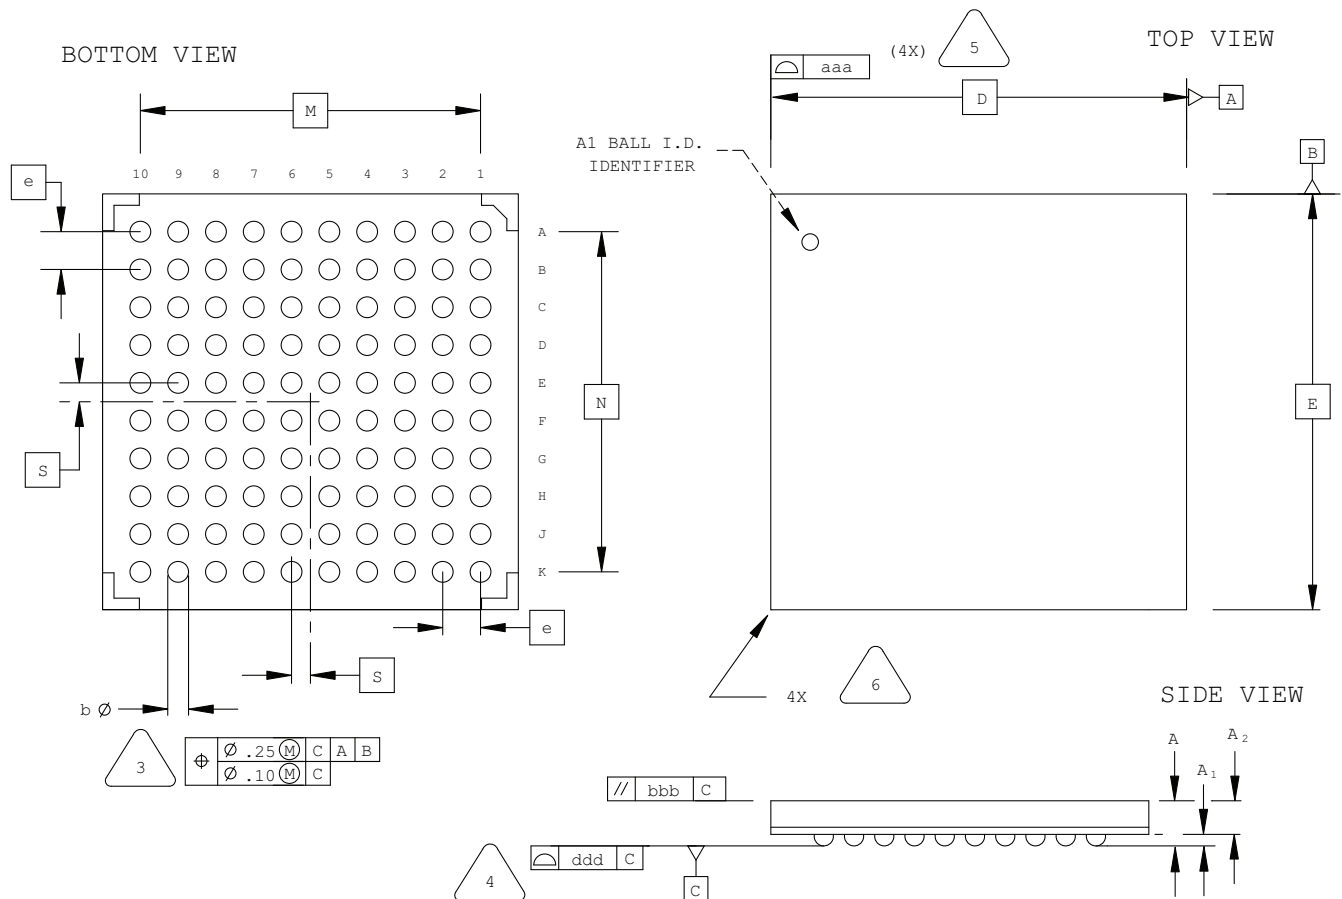 BOTTOM VIEW
(4X)
5
TOP VIEW
aaa
M
D
A
A1 BALL I.D.
IDENTIFIER
B
10 9 8 7 6 5 4 3 2 1
e
A
B
C
D
E
F
G
H
J
K
N
E
S
e
S
4X
6
SIDE VIEW
b Ø
3
Ø .25 M C A B
Ø .10 M C
A
A2
A1
// bbb C
4
ddd C
C